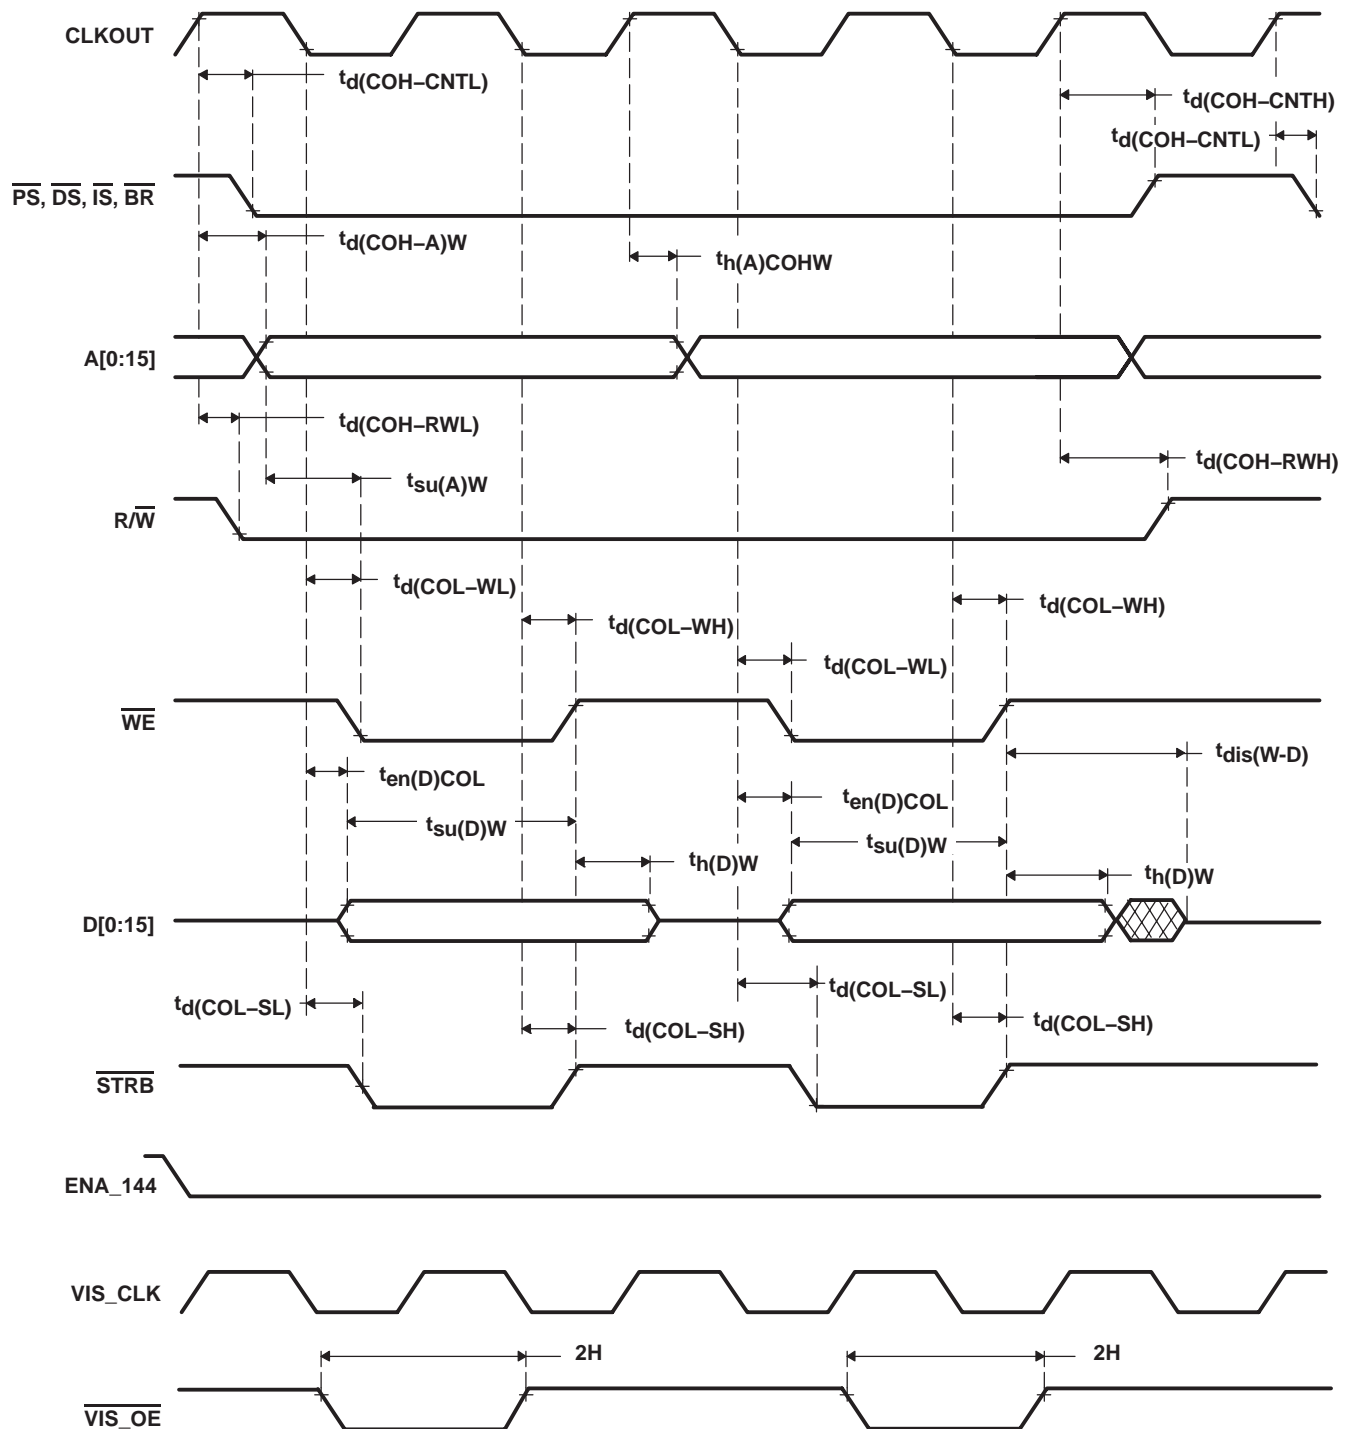 CLKOUT
td(COH–CNTL)
td(COH–CNTH)
td(COH–CNTL)
PS, DS, IS, BR
td(COH–A)W
th(A)COHW
A[0:15]
td(COH–RWL)
td(COH–RWH)
tsu(A)W
R/W
td(COL–WL)
td(COL–WH)
td(COL–WH)
td(COL–WL)
WE
tdis(W-D)
ten(D)COL
ten(D)COL
tsu(D)W
tsu(D)W
th(D)W
th(D)W
D[0:15]
td(COL–SL)
td(COL–SL)
td(COL–SH)
td(COL–SH)
STRB
ENA_144
VIS_CLK
2H
2H
VIS_OE